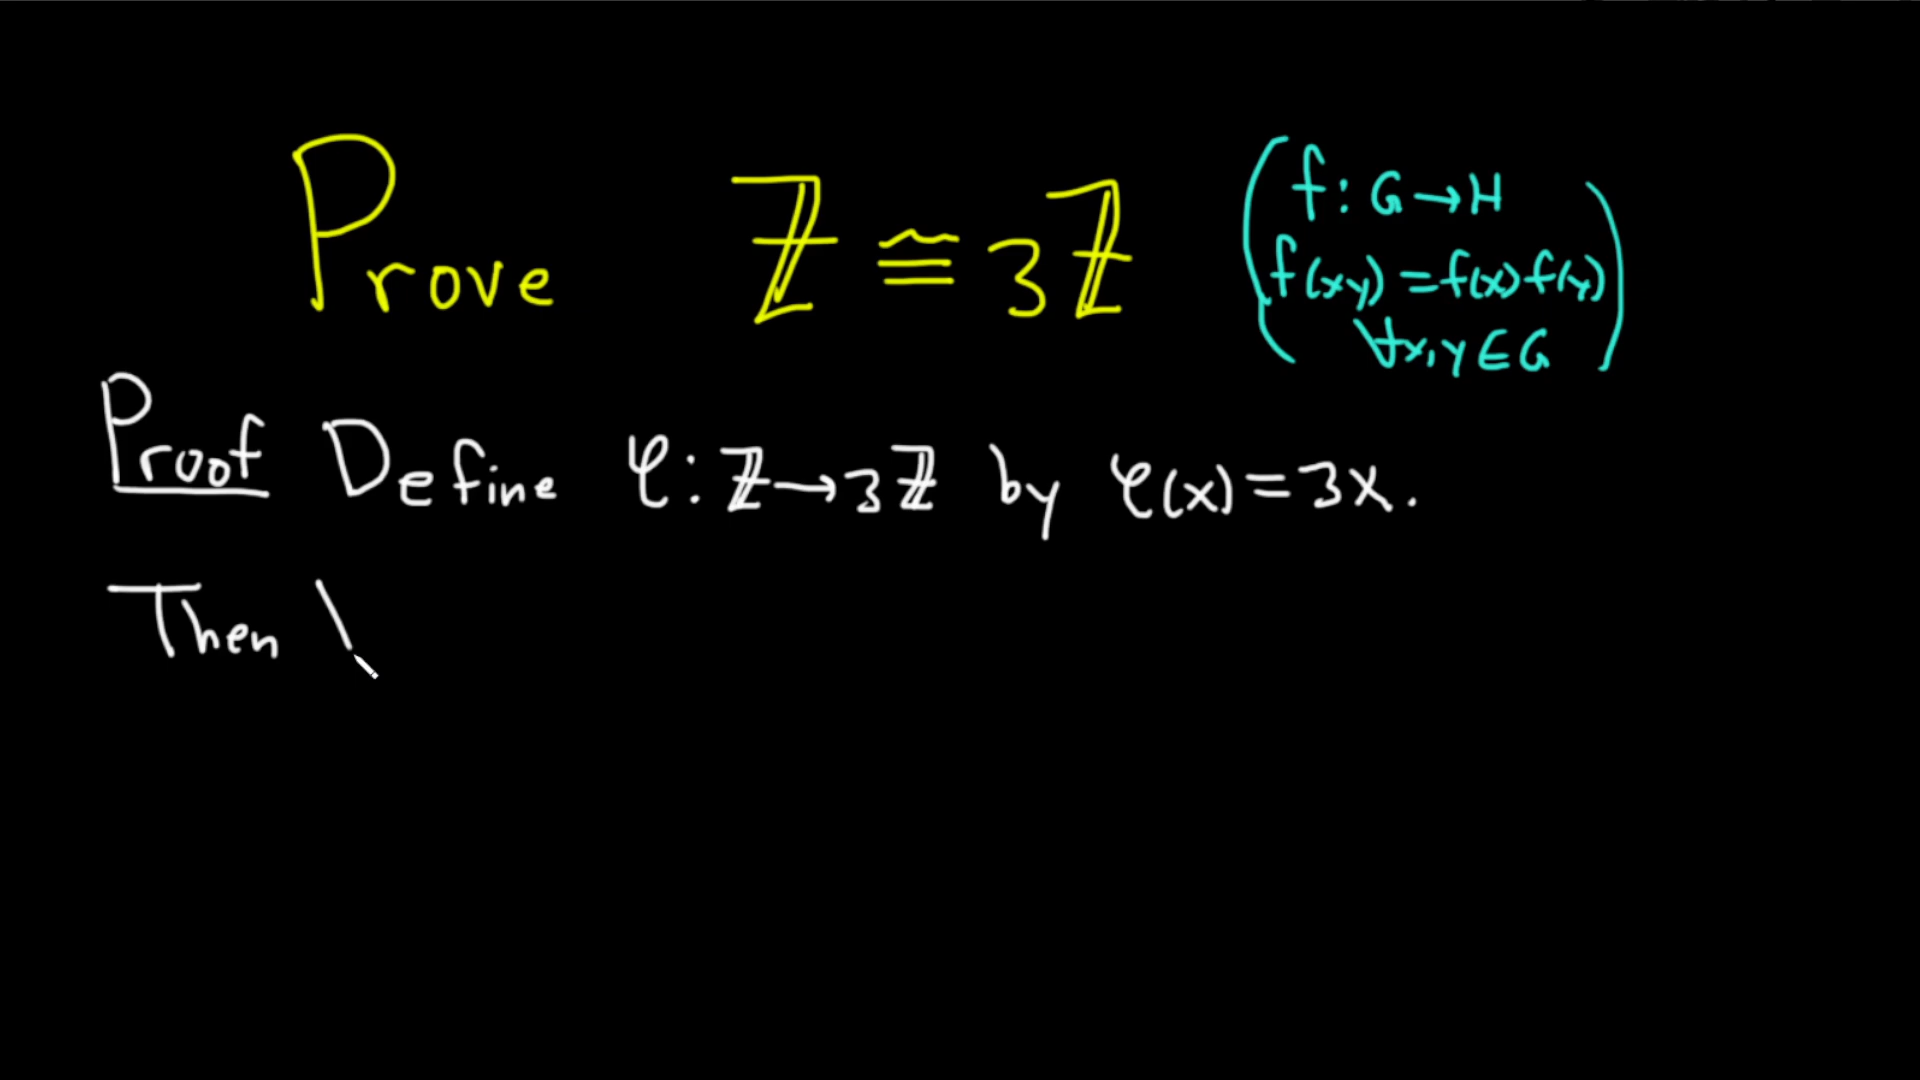 Prove ℤ ≅ 3ℤ
(f: G → H
f(xy) = f(x)f(y)
∀x, y ∈ G)
Proof Define φ: ℤ → 3ℤ by φ(x) = 3x.
Then \